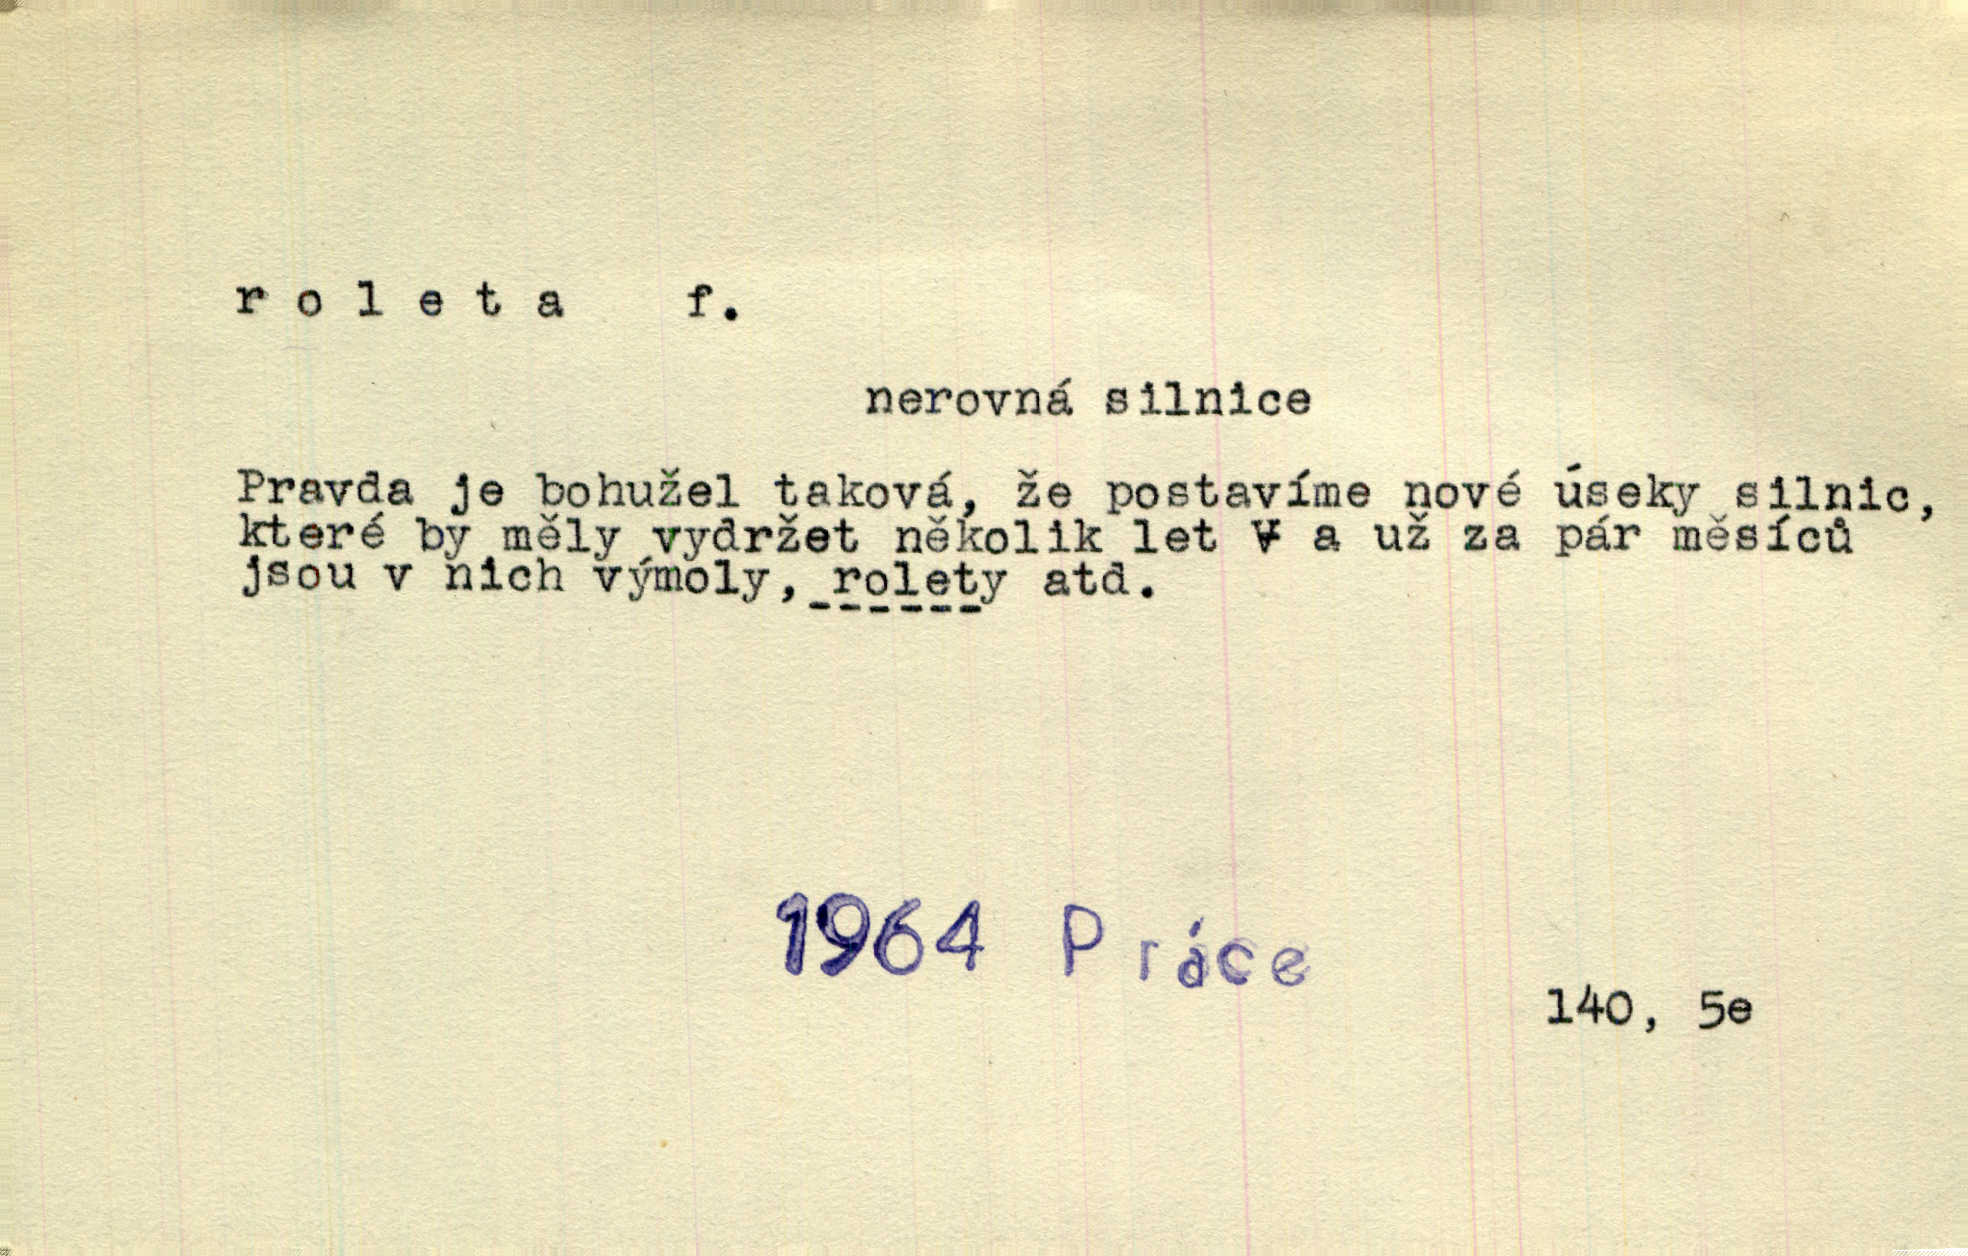 roleta f.
nerovná silnice
Pravda je bohužel taková, že postavíme nové úseky silnic,
které by měly vydržet několik let a už za pár měsíců
jsou v nich výmoly, rolety atd.
1964 Práce
140, 5e